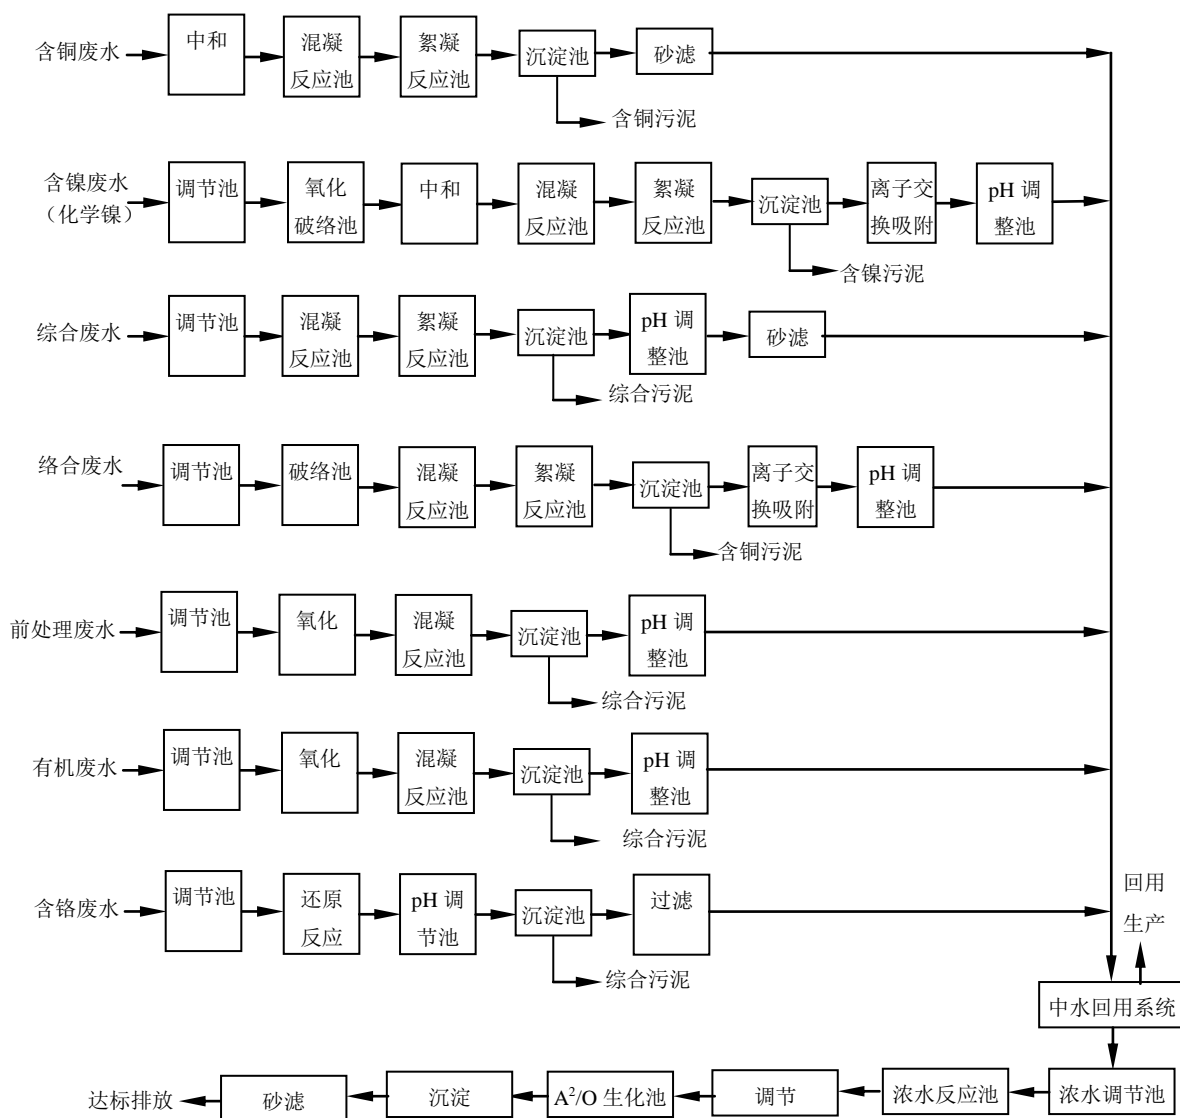 含铜废水
中和
混凝
反应池
絮凝
反应池
沉淀池
砂滤
含铜污泥
含镍废水
（化学镍）
调节池
氧化
破络池
中和
混凝
反应池
絮凝
反应池
沉淀池
离子交
换吸附
pH 调
整池
含镍污泥
综合废水
调节池
混凝
反应池
絮凝
反应池
沉淀池
pH 调
整池
砂滤
综合污泥
络合废水
调节池
破络池
混凝
反应池
絮凝
反应池
沉淀池
离子交
换吸附
pH 调
整池
含铜污泥
前处理废水
调节池
氧化
混凝
反应池
沉淀池
pH 调
整池
综合污泥
有机废水
调节池
氧化
混凝
反应池
沉淀池
pH 调
整池
综合污泥
含铬废水
调节池
还原
反应
pH 调
节池
沉淀池
过滤
综合污泥
回用
生产
中水回用系统
达标排放
砂滤
沉淀
A²/O 生化池
调节
浓水反应池
浓水调节池